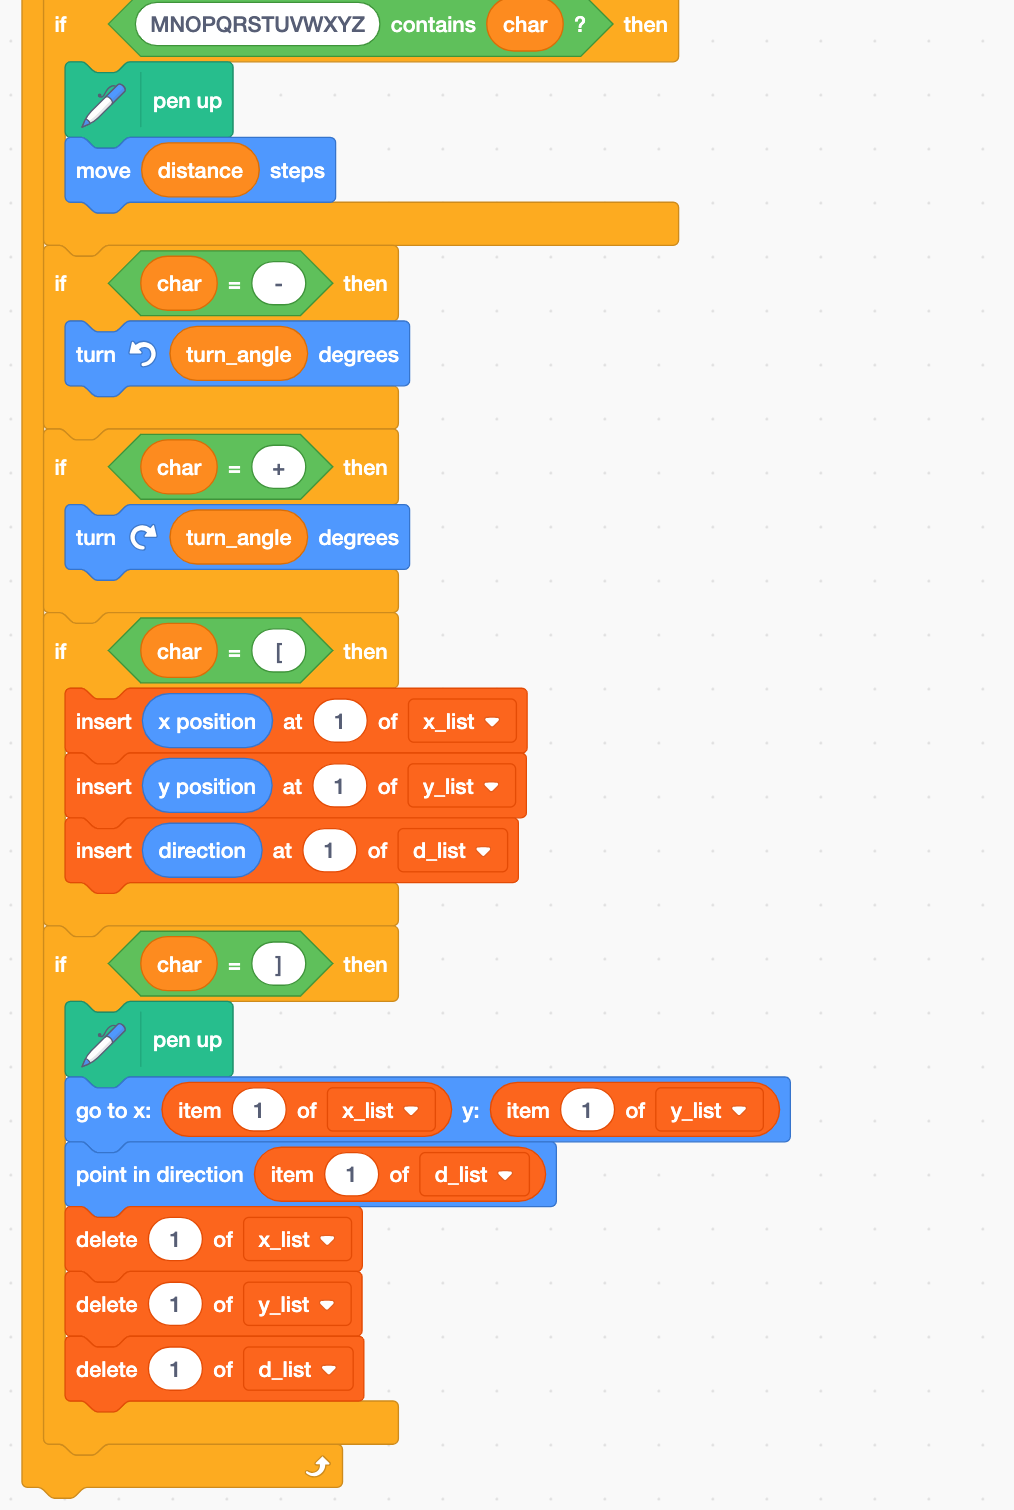 if MNOPQRSTUVWXYZ contains char ? then
pen up
move distance steps
if char = - then
turn turn_angle degrees
if char = + then
turn turn_angle degrees
if char = [ then
insert x position at 1 of x_list
insert y position at 1 of y_list
insert direction at 1 of d_list
if char = ] then
pen up
go to x: item 1 of x_list y: item 1 of y_list
point in direction item 1 of d_list
delete 1 of x_list
delete 1 of y_list
delete 1 of d_list